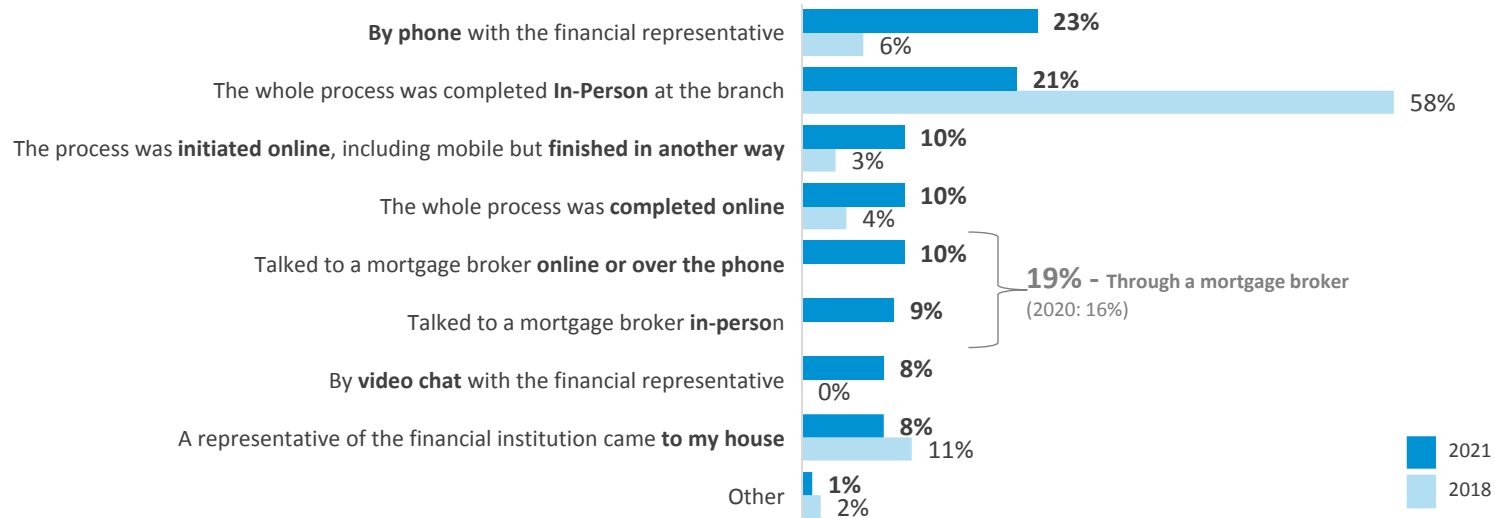 By phone with the financial representative
23%
6%
The whole process was completed In-Person at the branch
21%
58%
The process was initiated online, including mobile but finished in another way
10%
3%
The whole process was completed online
10%
4%
Talked to a mortgage broker online or over the phone
10%
19% - Through a mortgage broker
(2020: 16%)
Talked to a mortgage broker in-person
9%
By video chat with the financial representative
8%
0%
A representative of the financial institution came to my house
8%
11%
Other
1%
2%
2021
2018